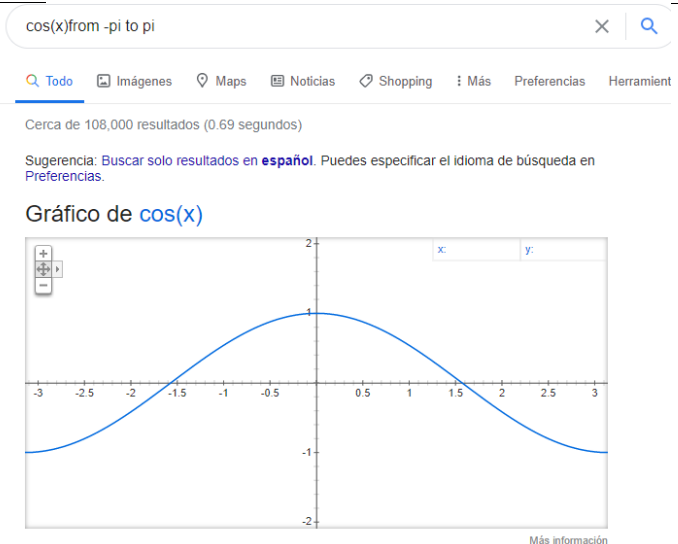 cos(x)from -pi to pi
Todo Imágenes Maps Noticias Shopping Más Preferencias Herramient
Cerca de 108,000 resultados (0.69 segundos)
Sugerencia: Buscar solo resultados en español. Puedes especificar el idioma de búsqueda en
Preferencias.
Gráfico de cos(x)
x: y:
2
1
-3 -2.5 -2 -1.5 -1 -0.5 0.5 1 1.5 2 2.5 3
-1
-2
Más información